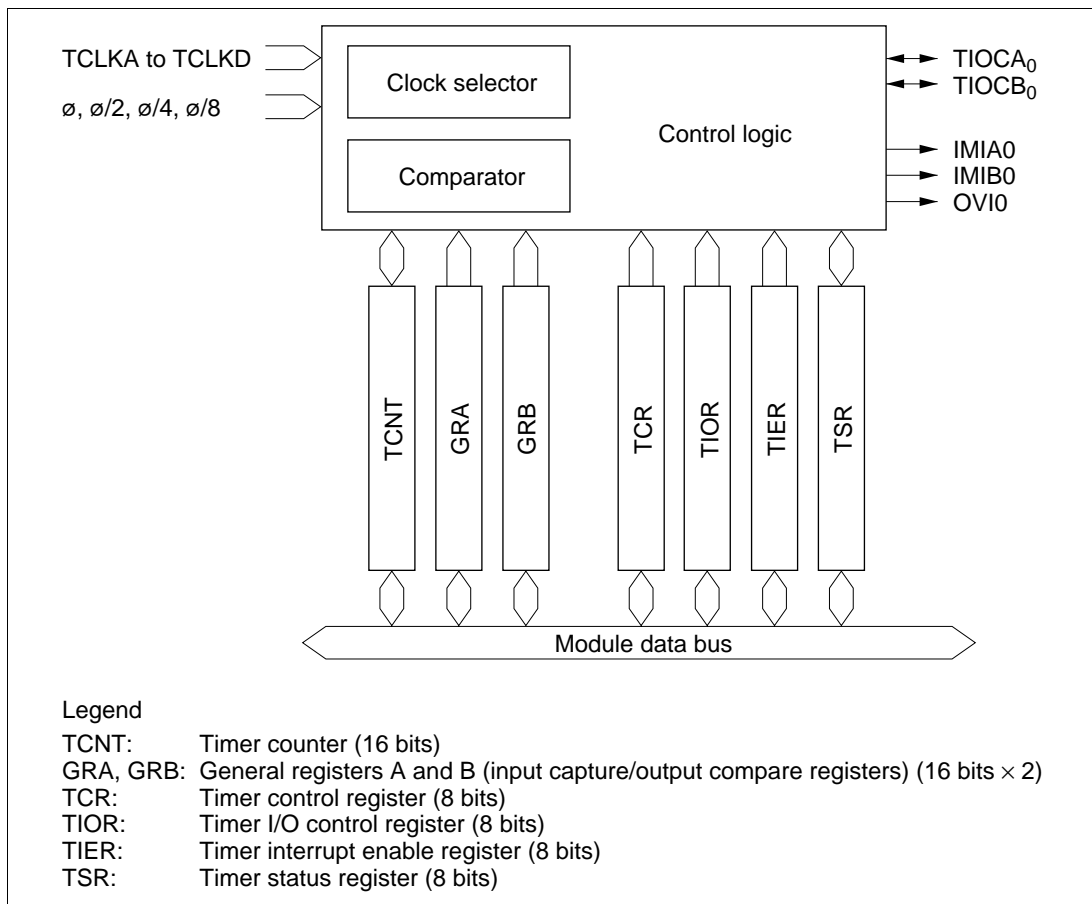 TCLKA to TCLKD
ø, ø/2, ø/4, ø/8
Clock selector
Comparator
Control logic
TIOCA0
TIOCB0
IMIA0
IMIB0
OVI0
TCNT
GRA
GRB
TCR
TIOR
TIER
TSR
Module data bus
Legend
TCNT: Timer counter (16 bits)
GRA, GRB: General registers A and B (input capture/output compare registers) (16 bits × 2)
TCR: Timer control register (8 bits)
TIOR: Timer I/O control register (8 bits)
TIER: Timer interrupt enable register (8 bits)
TSR: Timer status register (8 bits)